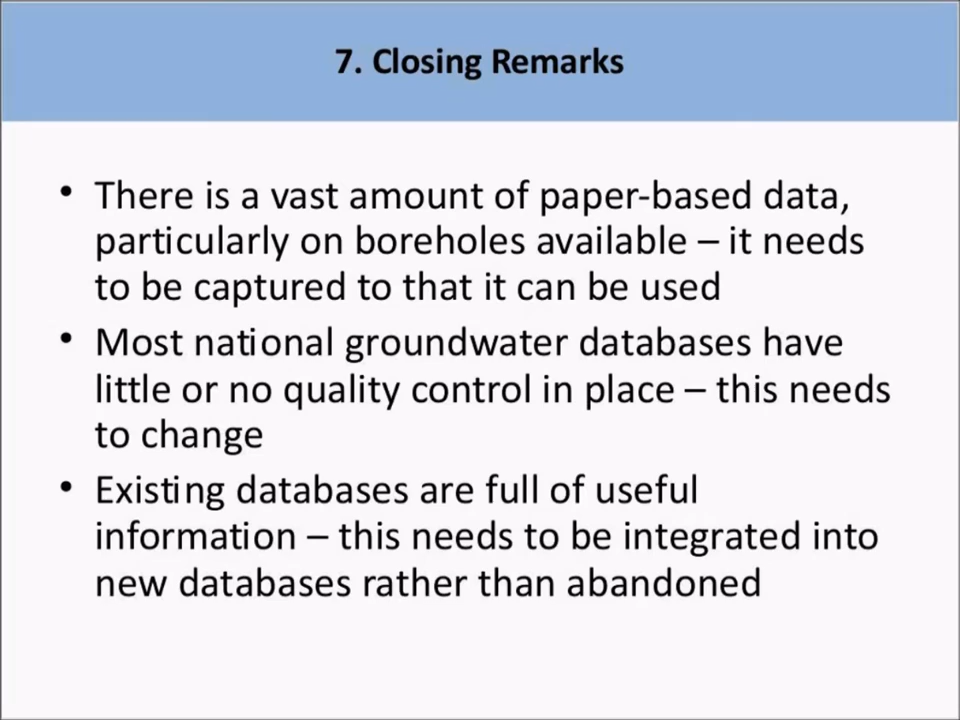 7. Closing Remarks
• There is a vast amount of paper-based data,
particularly on boreholes available – it needs
to be captured to that it can be used
• Most national groundwater databases have
little or no quality control in place – this needs
to change
• Existing databases are full of useful
information – this needs to be integrated into
new databases rather than abandoned